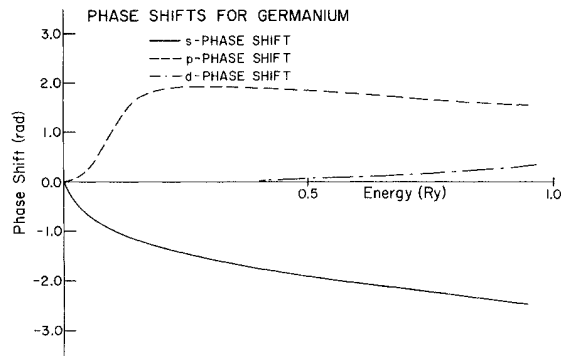 PHASE SHIFTS FOR GERMANIUM
s-PHASE SHIFT
p-PHASE SHIFT
d-PHASE SHIFT
3.0
2.0
1.0
0.0
-1.0
-2.0
-3.0
Phase Shift (rad)
0.5
Energy (Ry)
1.0